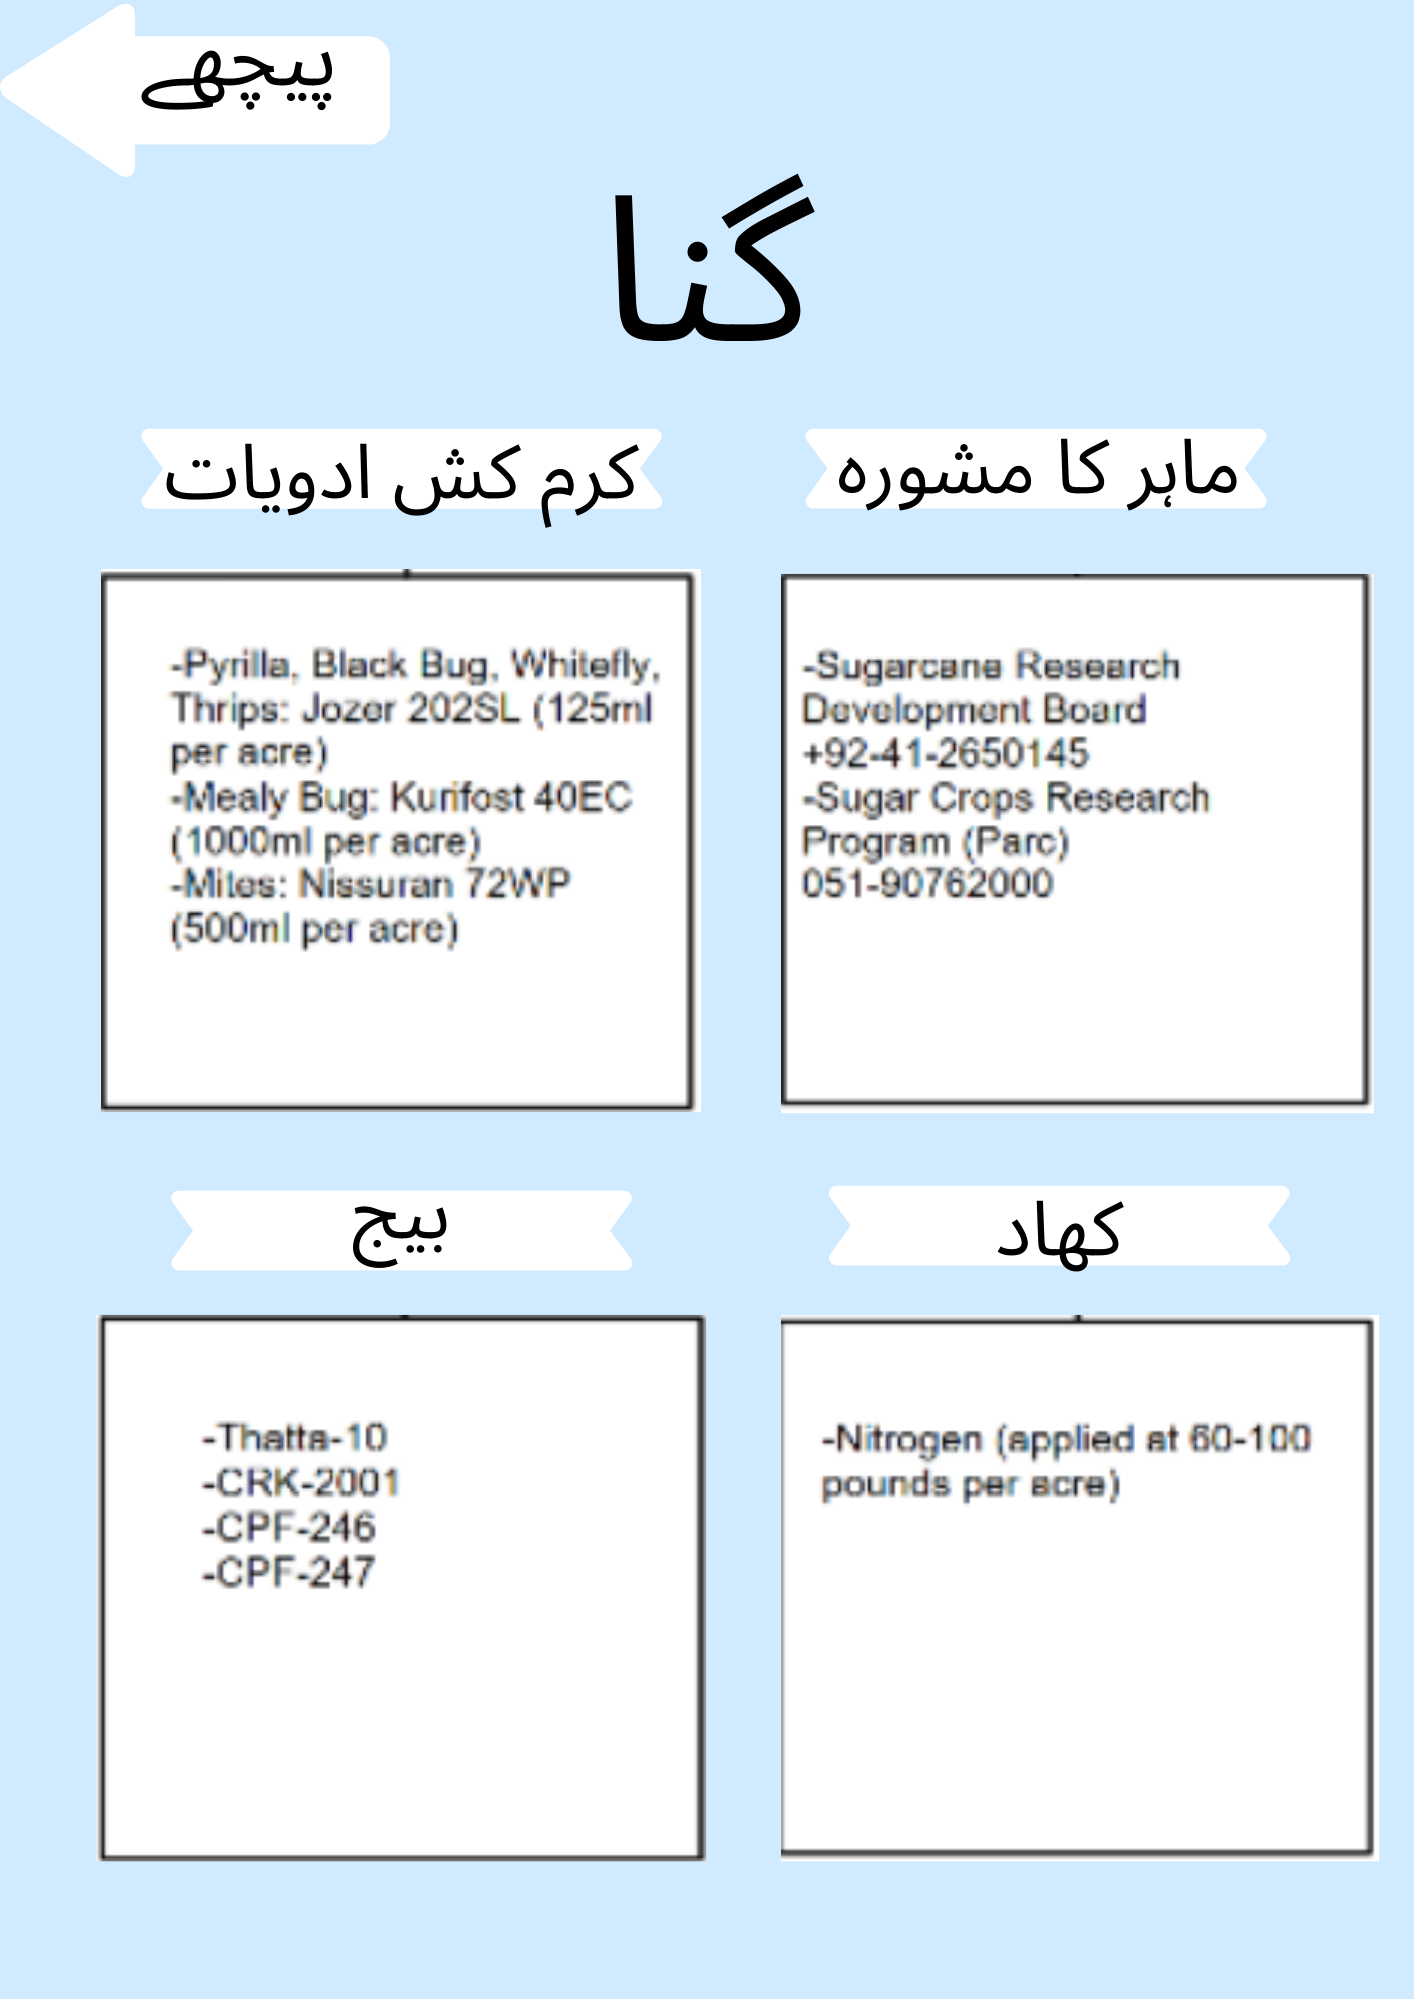 پیچھے
گنا
کرم کش ادویات
-Pyrilla, Black Bug, Whitefly,
Thrips: Jozer 202SL (125ml
per acre)
-Mealy Bug: Kurifost 40EC
(1000ml per acre)
-Mites: Nissuran 72WP
(500ml per acre)
ماہر کا مشورہ
-Sugarcane Research
Development Board
+92-41-2650145
-Sugar Crops Research
Program (Parc)
051-90762000
بیج
-Thatta-10
-CRK-2001
-CPF-246
-CPF-247
کھاد
-Nitrogen (applied at 60-100
pounds per acre)